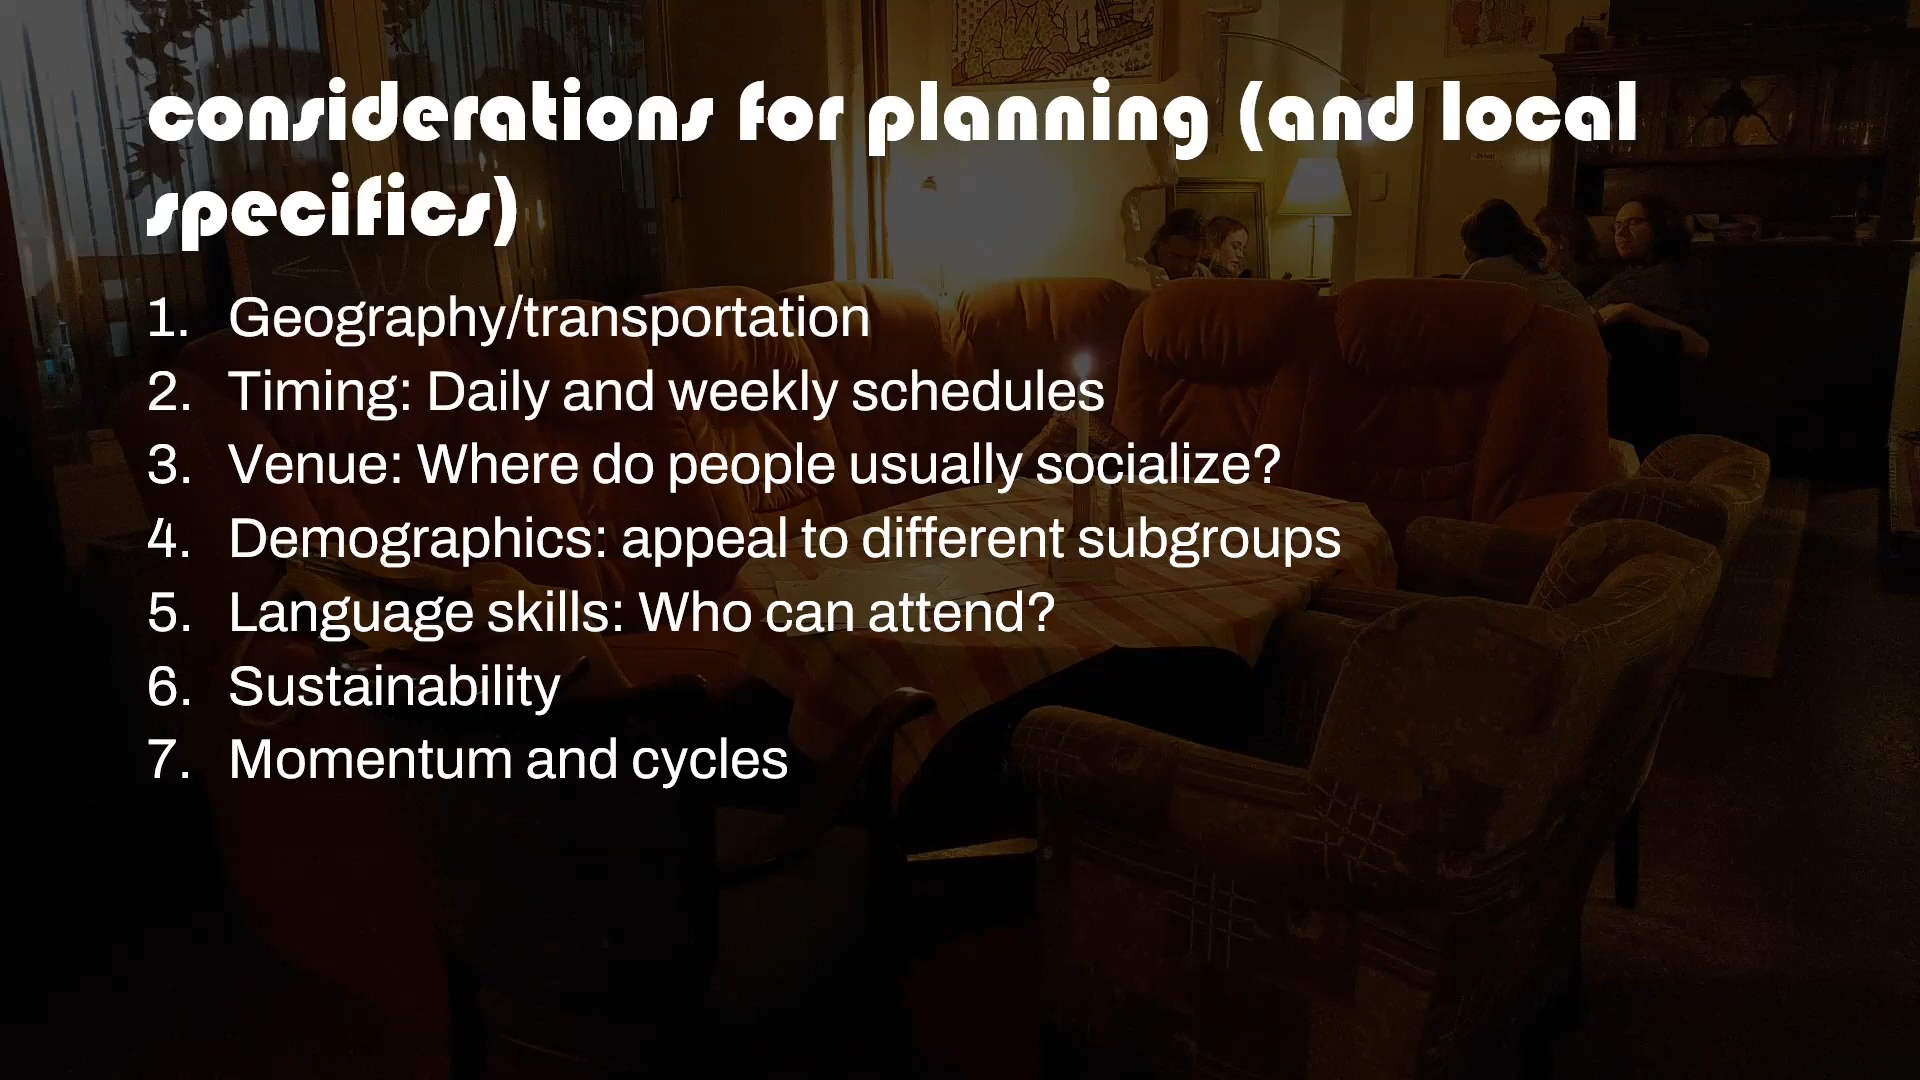 considerations for planning (and local
specifics)
1. Geography/transportation
2. Timing: Daily and weekly schedules
3. Venue: Where do people usually socialize?
4. Demographics: appeal to different subgroups
5. Language skills: Who can attend?
6. Sustainability
7. Momentum and cycles